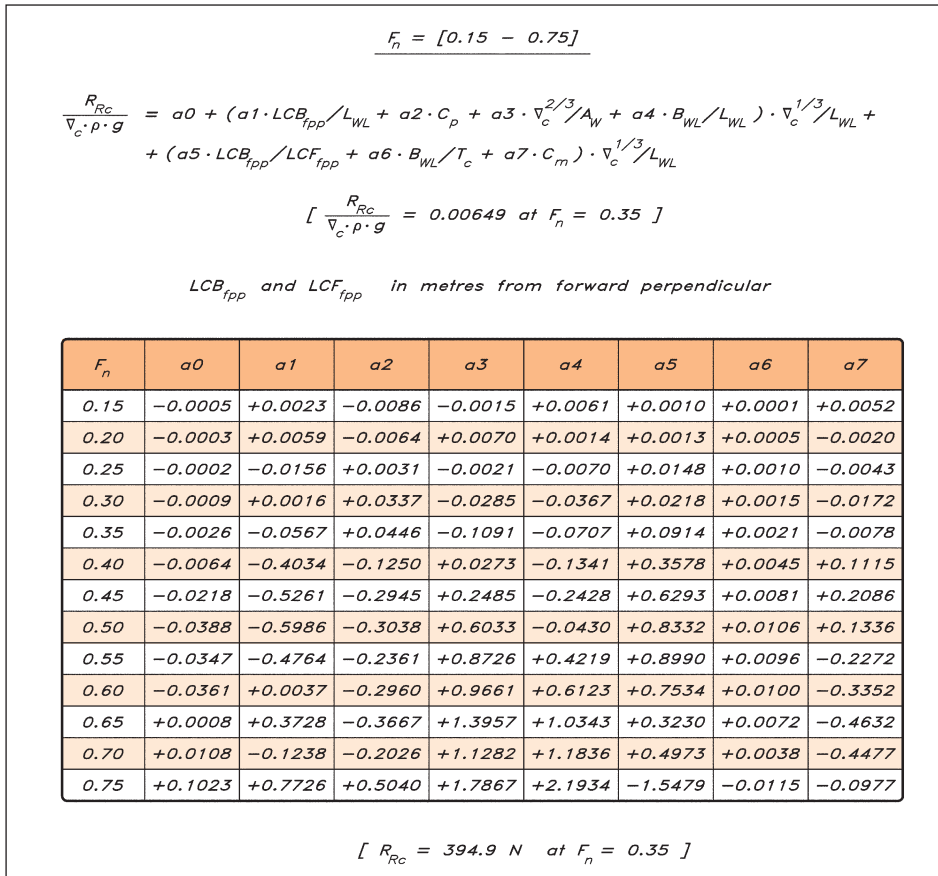 Fn = [0.15 - 0.75]
RRc / ∇c·ρ·g = a0 + (a1·LCBfpp/LWL + a2·Cp + a3·∇c^2/3/AW + a4·BWL/LWL)·∇c^1/3/LWL +
+ (a5·LCBfpp/LCFfpp + a6·BWL/Tc + a7·Cm)·∇c^1/3/LWL
[ RRc / ∇c·ρ·g = 0.00649 at Fn = 0.35 ]
LCBfpp and LCFfpp in metres from forward perpendicular
Fn a0 a1 a2 a3 a4 a5 a6 a7
0.15 -0.0005 +0.0023 -0.0086 -0.0015 +0.0061 +0.0010 +0.0001 +0.0052
0.20 -0.0003 +0.0059 -0.0064 +0.0070 +0.0014 +0.0013 +0.0005 -0.0020
0.25 -0.0002 -0.0156 +0.0031 -0.0021 -0.0070 +0.0148 +0.0010 -0.0043
0.30 -0.0009 +0.0016 +0.0337 -0.0285 -0.0367 +0.0218 +0.0015 -0.0172
0.35 -0.0026 -0.0567 +0.0446 -0.1091 -0.0707 +0.0914 +0.0021 -0.0078
0.40 -0.0064 -0.4034 -0.1250 +0.0273 -0.1341 +0.3578 +0.0045 +0.1115
0.45 -0.0218 -0.5261 -0.2945 +0.2485 -0.2428 +0.6293 +0.0081 +0.2086
0.50 -0.0388 -0.5986 -0.3038 +0.6033 -0.0430 +0.8332 +0.0106 +0.1336
0.55 -0.0347 -0.4764 -0.2361 +0.8726 +0.4219 +0.8990 +0.0096 -0.2272
0.60 -0.0361 +0.0037 -0.2960 +0.9661 +0.6123 +0.7534 +0.0100 -0.3352
0.65 +0.0008 +0.3728 -0.3667 +1.3957 +1.0343 +0.3230 +0.0072 -0.4632
0.70 +0.0108 -0.1238 -0.2026 +1.1282 +1.1836 +0.4973 +0.0038 -0.4477
0.75 +0.1023 +0.7726 +0.5040 +1.7867 +2.1934 -1.5479 -0.0115 -0.0977
[ RRc = 394.9 N at Fn = 0.35 ]